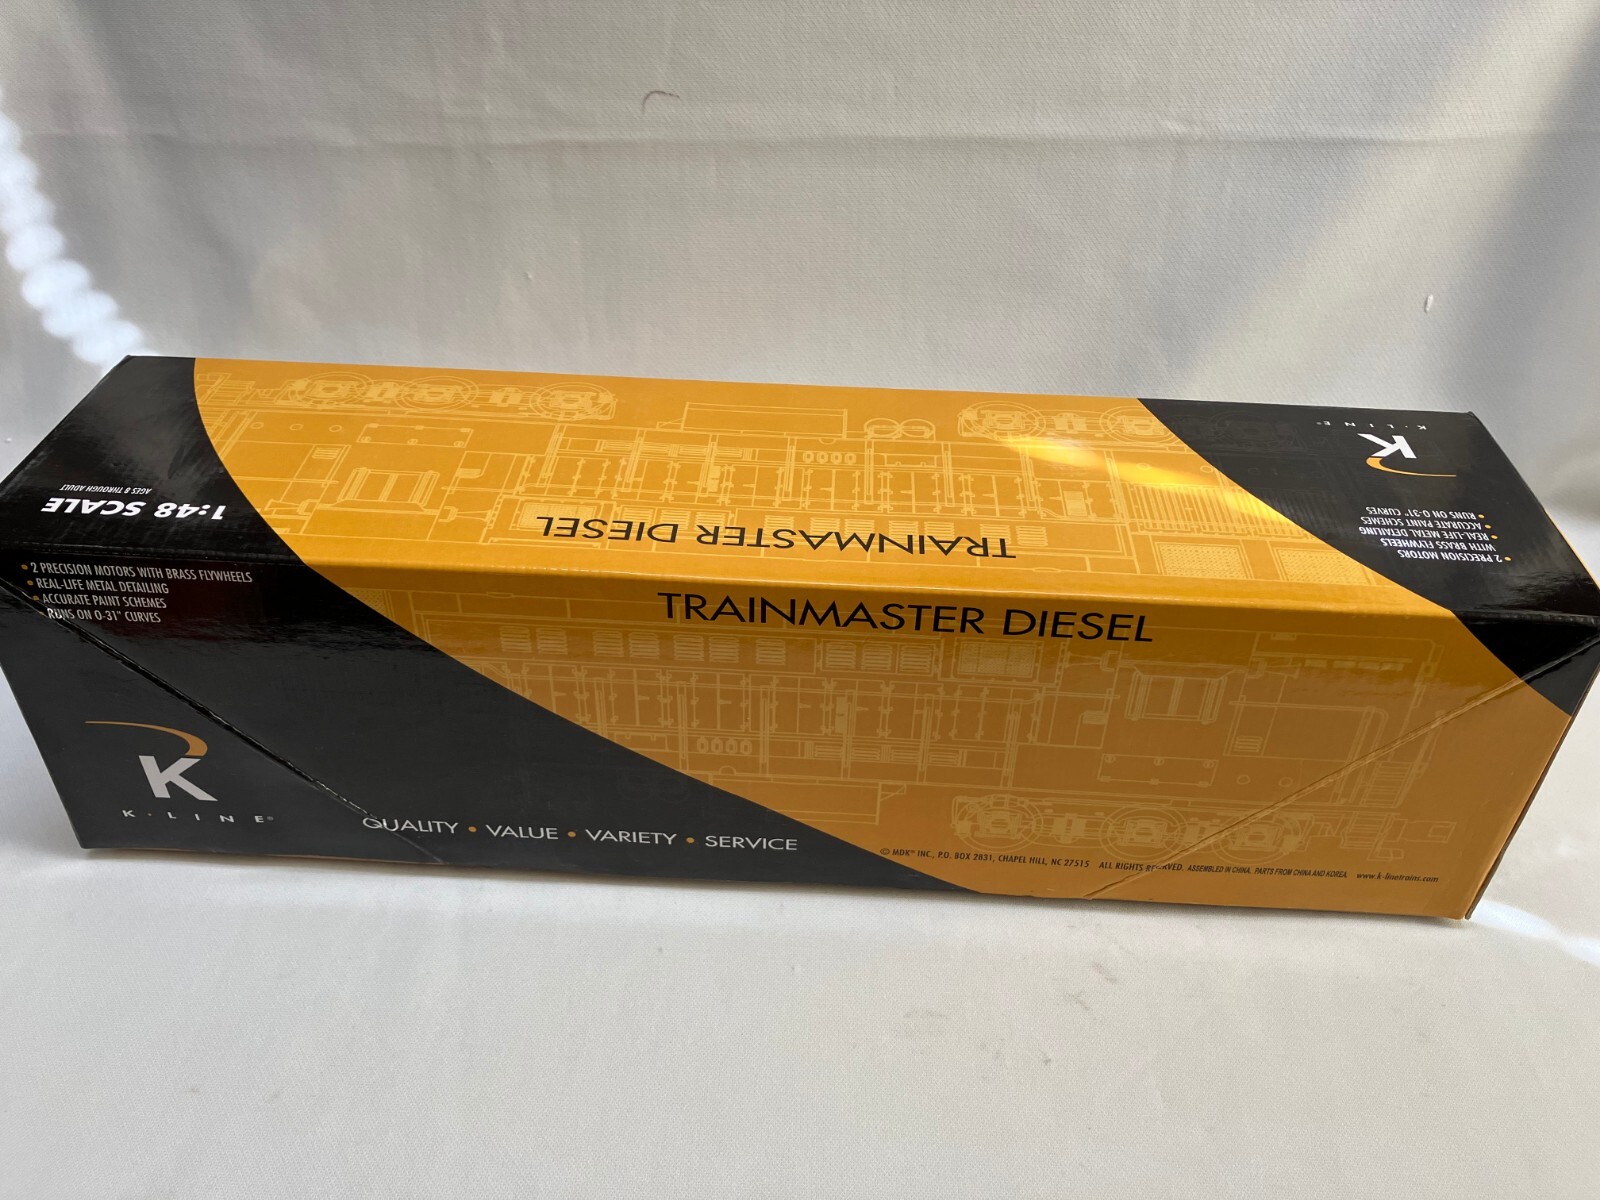 K
K·LINE®
• 2 PRECISION MOTORS
WITH BRASS FLYWHEELS
• REAL-LIFE METAL DETAILING
• ACCURATE PAINT SCHEMES
• RUNS ON O-31" CURVES
TRAINMASTER DIESEL
1:48 SCALE
AGES 8 THROUGH ADULT
• 2 PRECISION MOTORS WITH BRASS FLYWHEELS
• REAL-LIFE METAL DETAILING
• ACCURATE PAINT SCHEMES
• RUNS ON O-31" CURVES
TRAINMASTER DIESEL
K
K·LINE®
QUALITY • VALUE • VARIETY • SERVICE
© MDK® INC., P.O. BOX 2831, CHAPEL HILL, NC 27515 ALL RIGHTS RESERVED. ASSEMBLED IN CHINA. PARTS FROM CHINA AND KOREA. www.k-linetrains.com